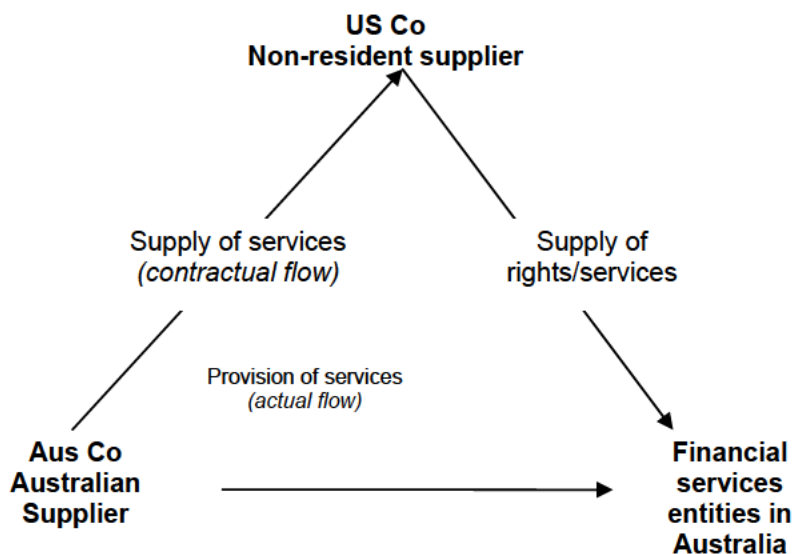 US Co
Non-resident supplier
Supply of services
(contractual flow)
Supply of
rights/services
Provision of services
(actual flow)
Aus Co
Australian
Supplier
Financial
services
entities in
Australia